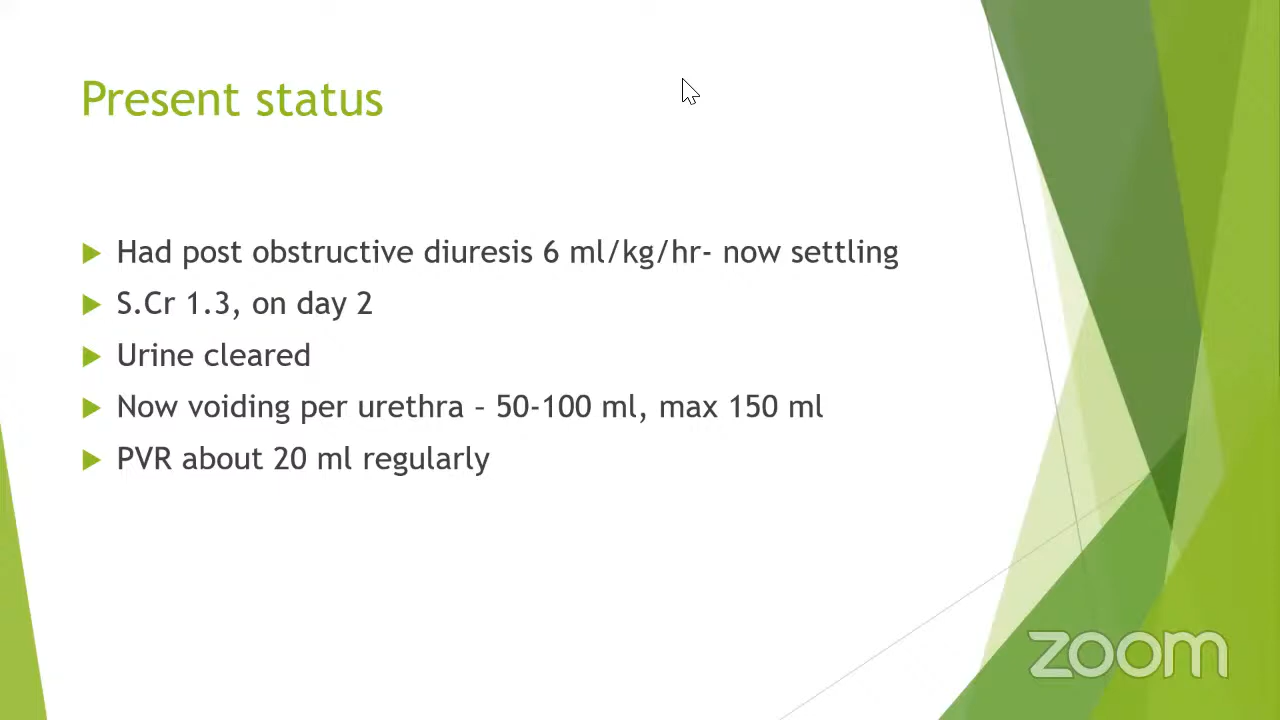 Present status
Had post obstructive diuresis 6 ml/kg/hr- now settling
S.Cr 1.3, on day 2
Urine cleared
Now voiding per urethra – 50-100 ml, max 150 ml
PVR about 20 ml regularly
zoom